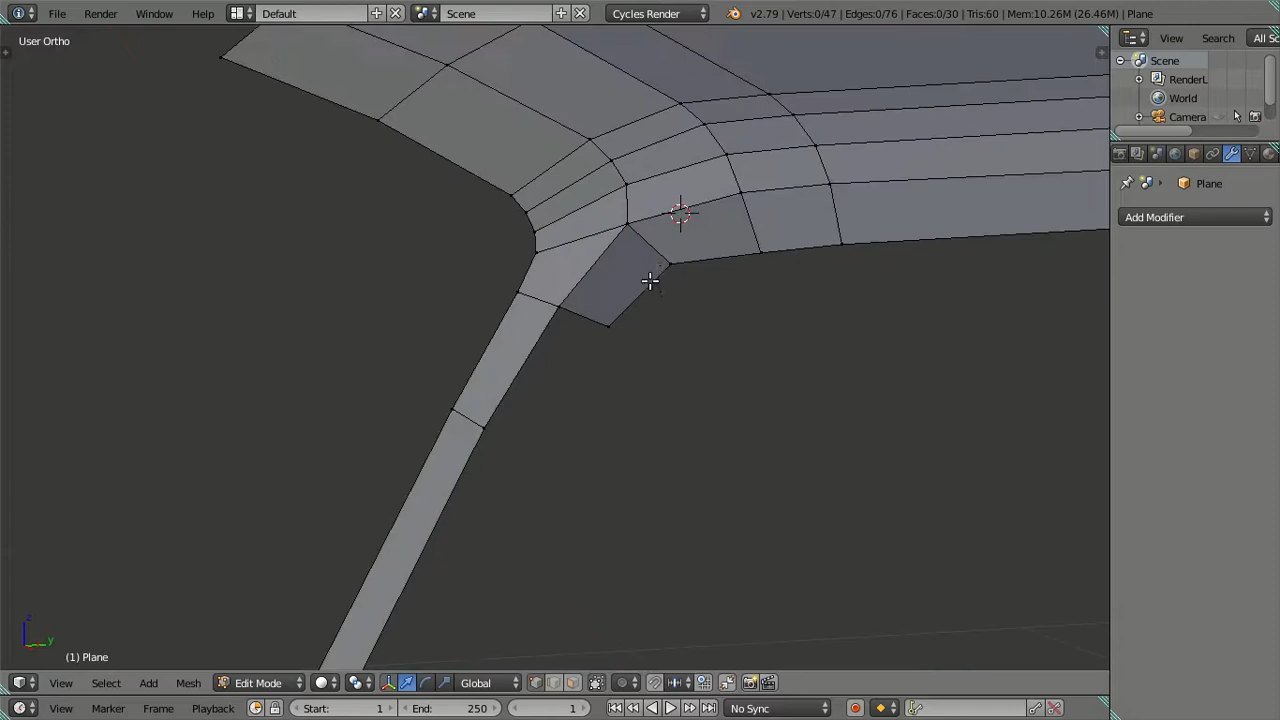 File Render Window Help Default Scene Cycles Render v2.79 | Verts:0/47 | Edges:0/76 | Faces:0/30 | Tris:60 | Mem:10.26M (26.46M) | Plane
User Ortho
View Search All Sc
Scene
RenderL
World
Camera
Plane
Add Modifier
z
y
(1) Plane
View Select Add Mesh Edit Mode Global
View Marker Frame Playback Start: 1 End: 250 1 No Sync